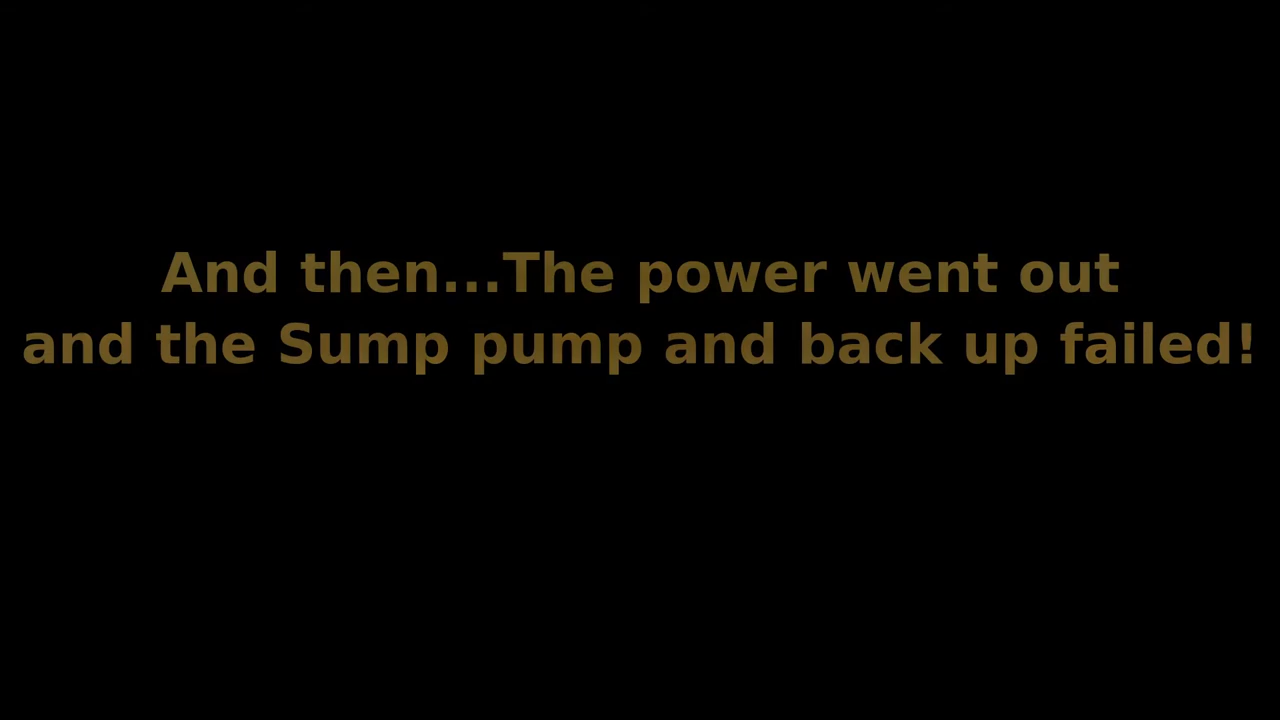 And then...The power went out
and the Sump pump and back up failed!